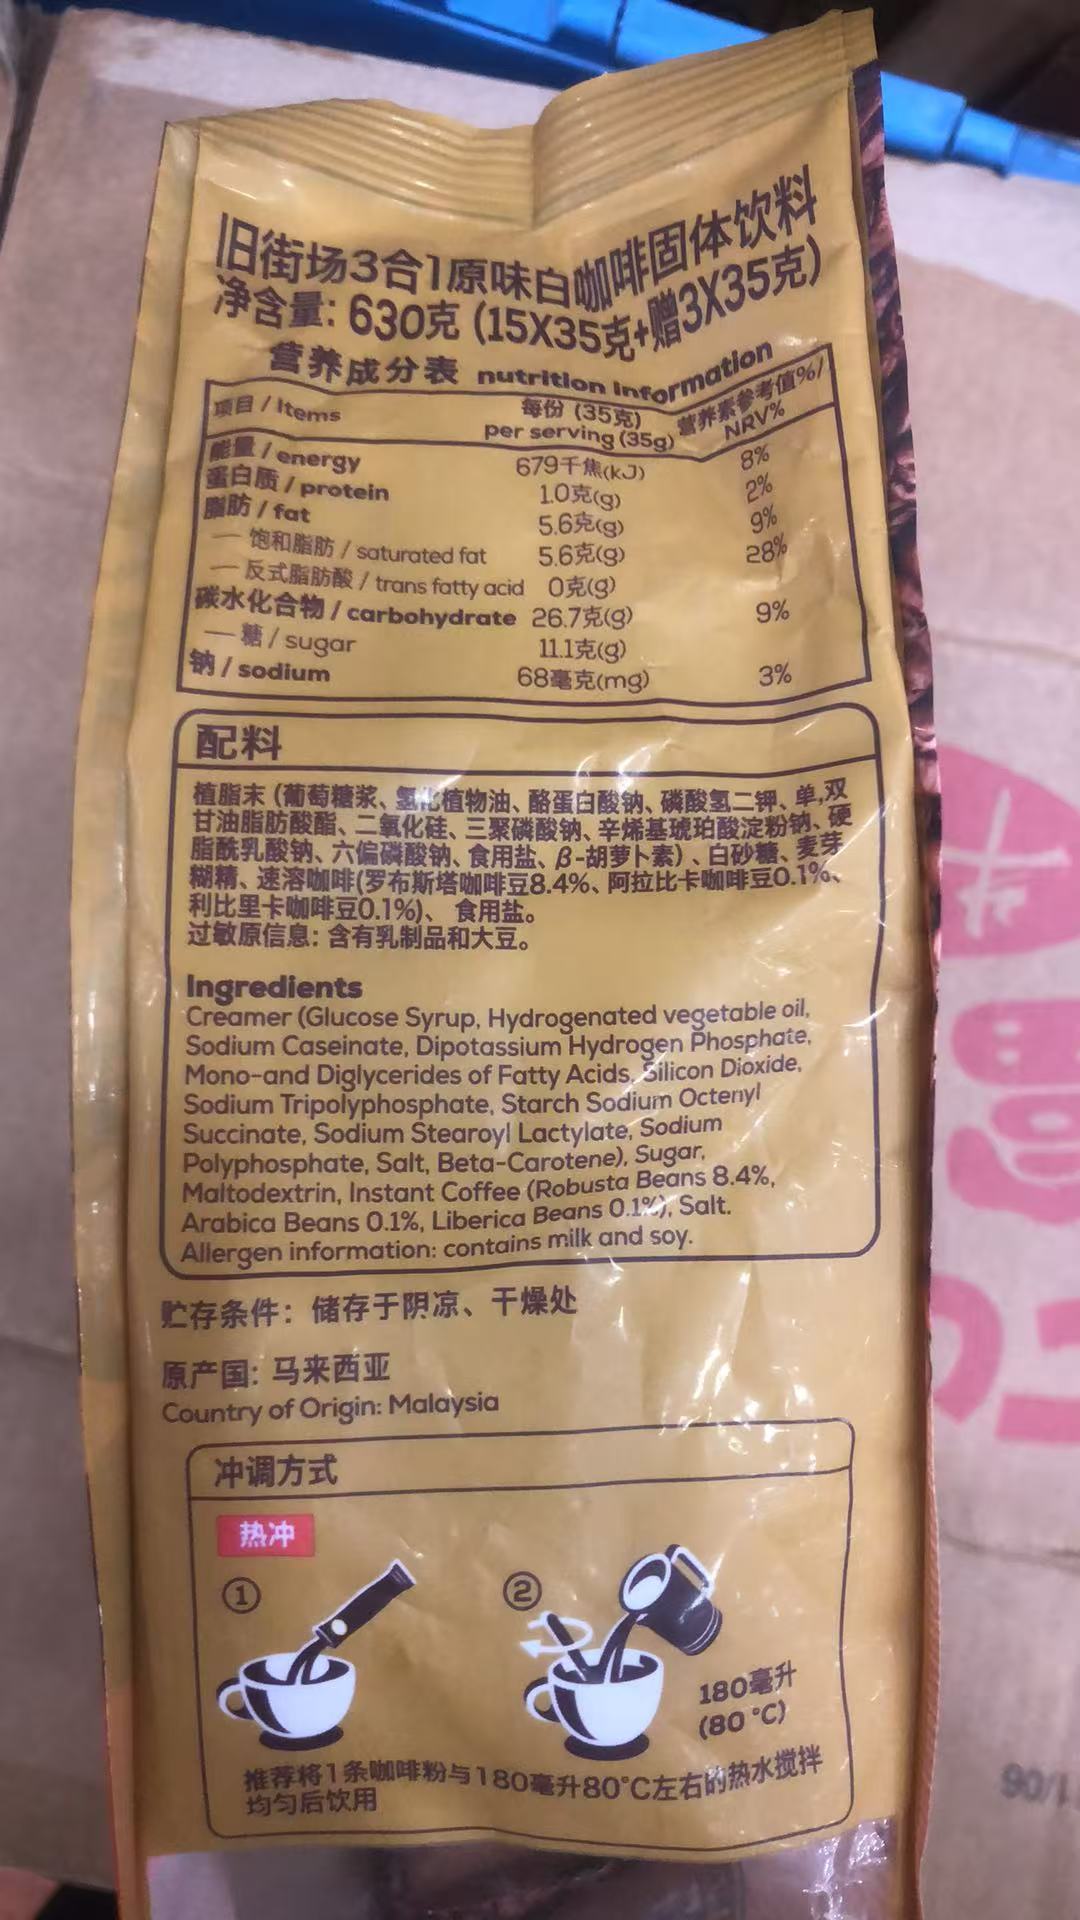 旧街场3合1原味白咖啡固体饮料
净含量: 630克 (15X35克+赠3X35克)
营养成分表 nutrition information
项目 / Items 每份 (35克) per serving (35g) 营养素参考值%/ NRV%
能量 / energy 679千焦(kJ) 8%
蛋白质 / protein 1.0克(g) 2%
脂肪 / fat 5.6克(g) 9%
— 饱和脂肪 / saturated fat 5.6克(g) 28%
— 反式脂肪酸 / trans fatty acid 0克(g)
碳水化合物 / carbohydrate 26.7克(g) 9%
— 糖 / sugar 11.1克(g)
钠 / sodium 68毫克(mg) 3%
配料
植脂末 (葡萄糖浆、氢化植物油、酪蛋白酸钠、磷酸氢二钾、单,双
甘油脂肪酸酯、二氧化硅、三聚磷酸钠、辛烯基琥珀酸淀粉钠、硬
脂酰乳酸钠、六偏磷酸钠、食用盐、β-胡萝卜素) 、白砂糖、麦芽
糊精、速溶咖啡(罗布斯塔咖啡豆8.4%、阿拉比卡咖啡豆0.1%、
利比里卡咖啡豆0.1%)、 食用盐。
过敏原信息: 含有乳制品和大豆。
Ingredients
Creamer (Glucose Syrup, Hydrogenated vegetable oil,
Sodium Caseinate, Dipotassium Hydrogen Phosphate,
Mono-and Diglycerides of Fatty Acids, Silicon Dioxide,
Sodium Tripolyphosphate, Starch Sodium Octenyl
Succinate, Sodium Stearoyl Lactylate, Sodium
Polyphosphate, Salt, Beta-Carotene), Sugar,
Maltodextrin, Instant Coffee (Robusta Beans 8.4%,
Arabica Beans 0.1%, Liberica Beans 0.1%), Salt.
Allergen information: contains milk and soy.
贮存条件: 储存于阴凉、干燥处
原产国: 马来西亚
Country of Origin: Malaysia
冲调方式
热冲
① ②
180毫升
(80 °C)
推荐将1条咖啡粉与180毫升80°C左右的热水搅拌
均匀后饮用